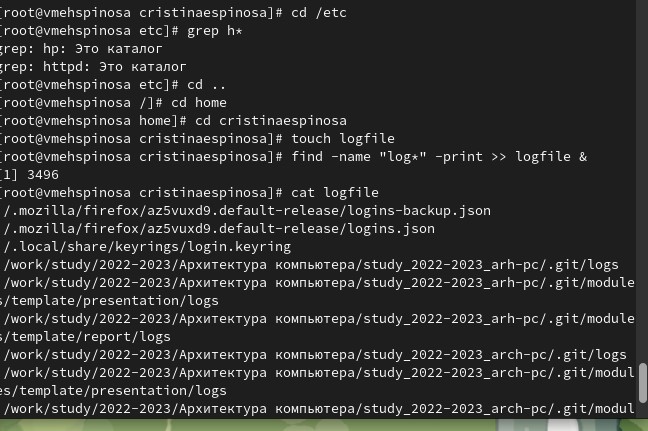 [root@vmehspinosa cristinaespinosa]# cd /etc
[root@vmehspinosa etc]# grep h*
grep: hp: Это каталог
grep: httpd: Это каталог
[root@vmehspinosa etc]# cd ..
[root@vmehspinosa /]# cd home
[root@vmehspinosa home]# cd cristinaespinosa
[root@vmehspinosa cristinaespinosa]# touch logfile
[root@vmehspinosa cristinaespinosa]# find -name "log*" -print >> logfile &
[1] 3496
[root@vmehspinosa cristinaespinosa]# cat logfile
/.mozilla/firefox/az5vuxd9.default-release/logins-backup.json
/.mozilla/firefox/az5vuxd9.default-release/logins.json
/.local/share/keyrings/login.keyring
/work/study/2022-2023/Архитектура компьютера/study_2022-2023_arh-pc/.git/logs
/work/study/2022-2023/Архитектура компьютера/study_2022-2023_arh-pc/.git/module
s/template/presentation/logs
/work/study/2022-2023/Архитектура компьютера/study_2022-2023_arh-pc/.git/module
s/template/report/logs
/work/study/2022-2023/Архитектура компьютера/study_2022-2023_arch-pc/.git/logs
/work/study/2022-2023/Архитектура компьютера/study_2022-2023_arch-pc/.git/modul
es/template/presentation/logs
/work/study/2022-2023/Архитектура компьютера/study_2022-2023_arch-pc/.git/modul